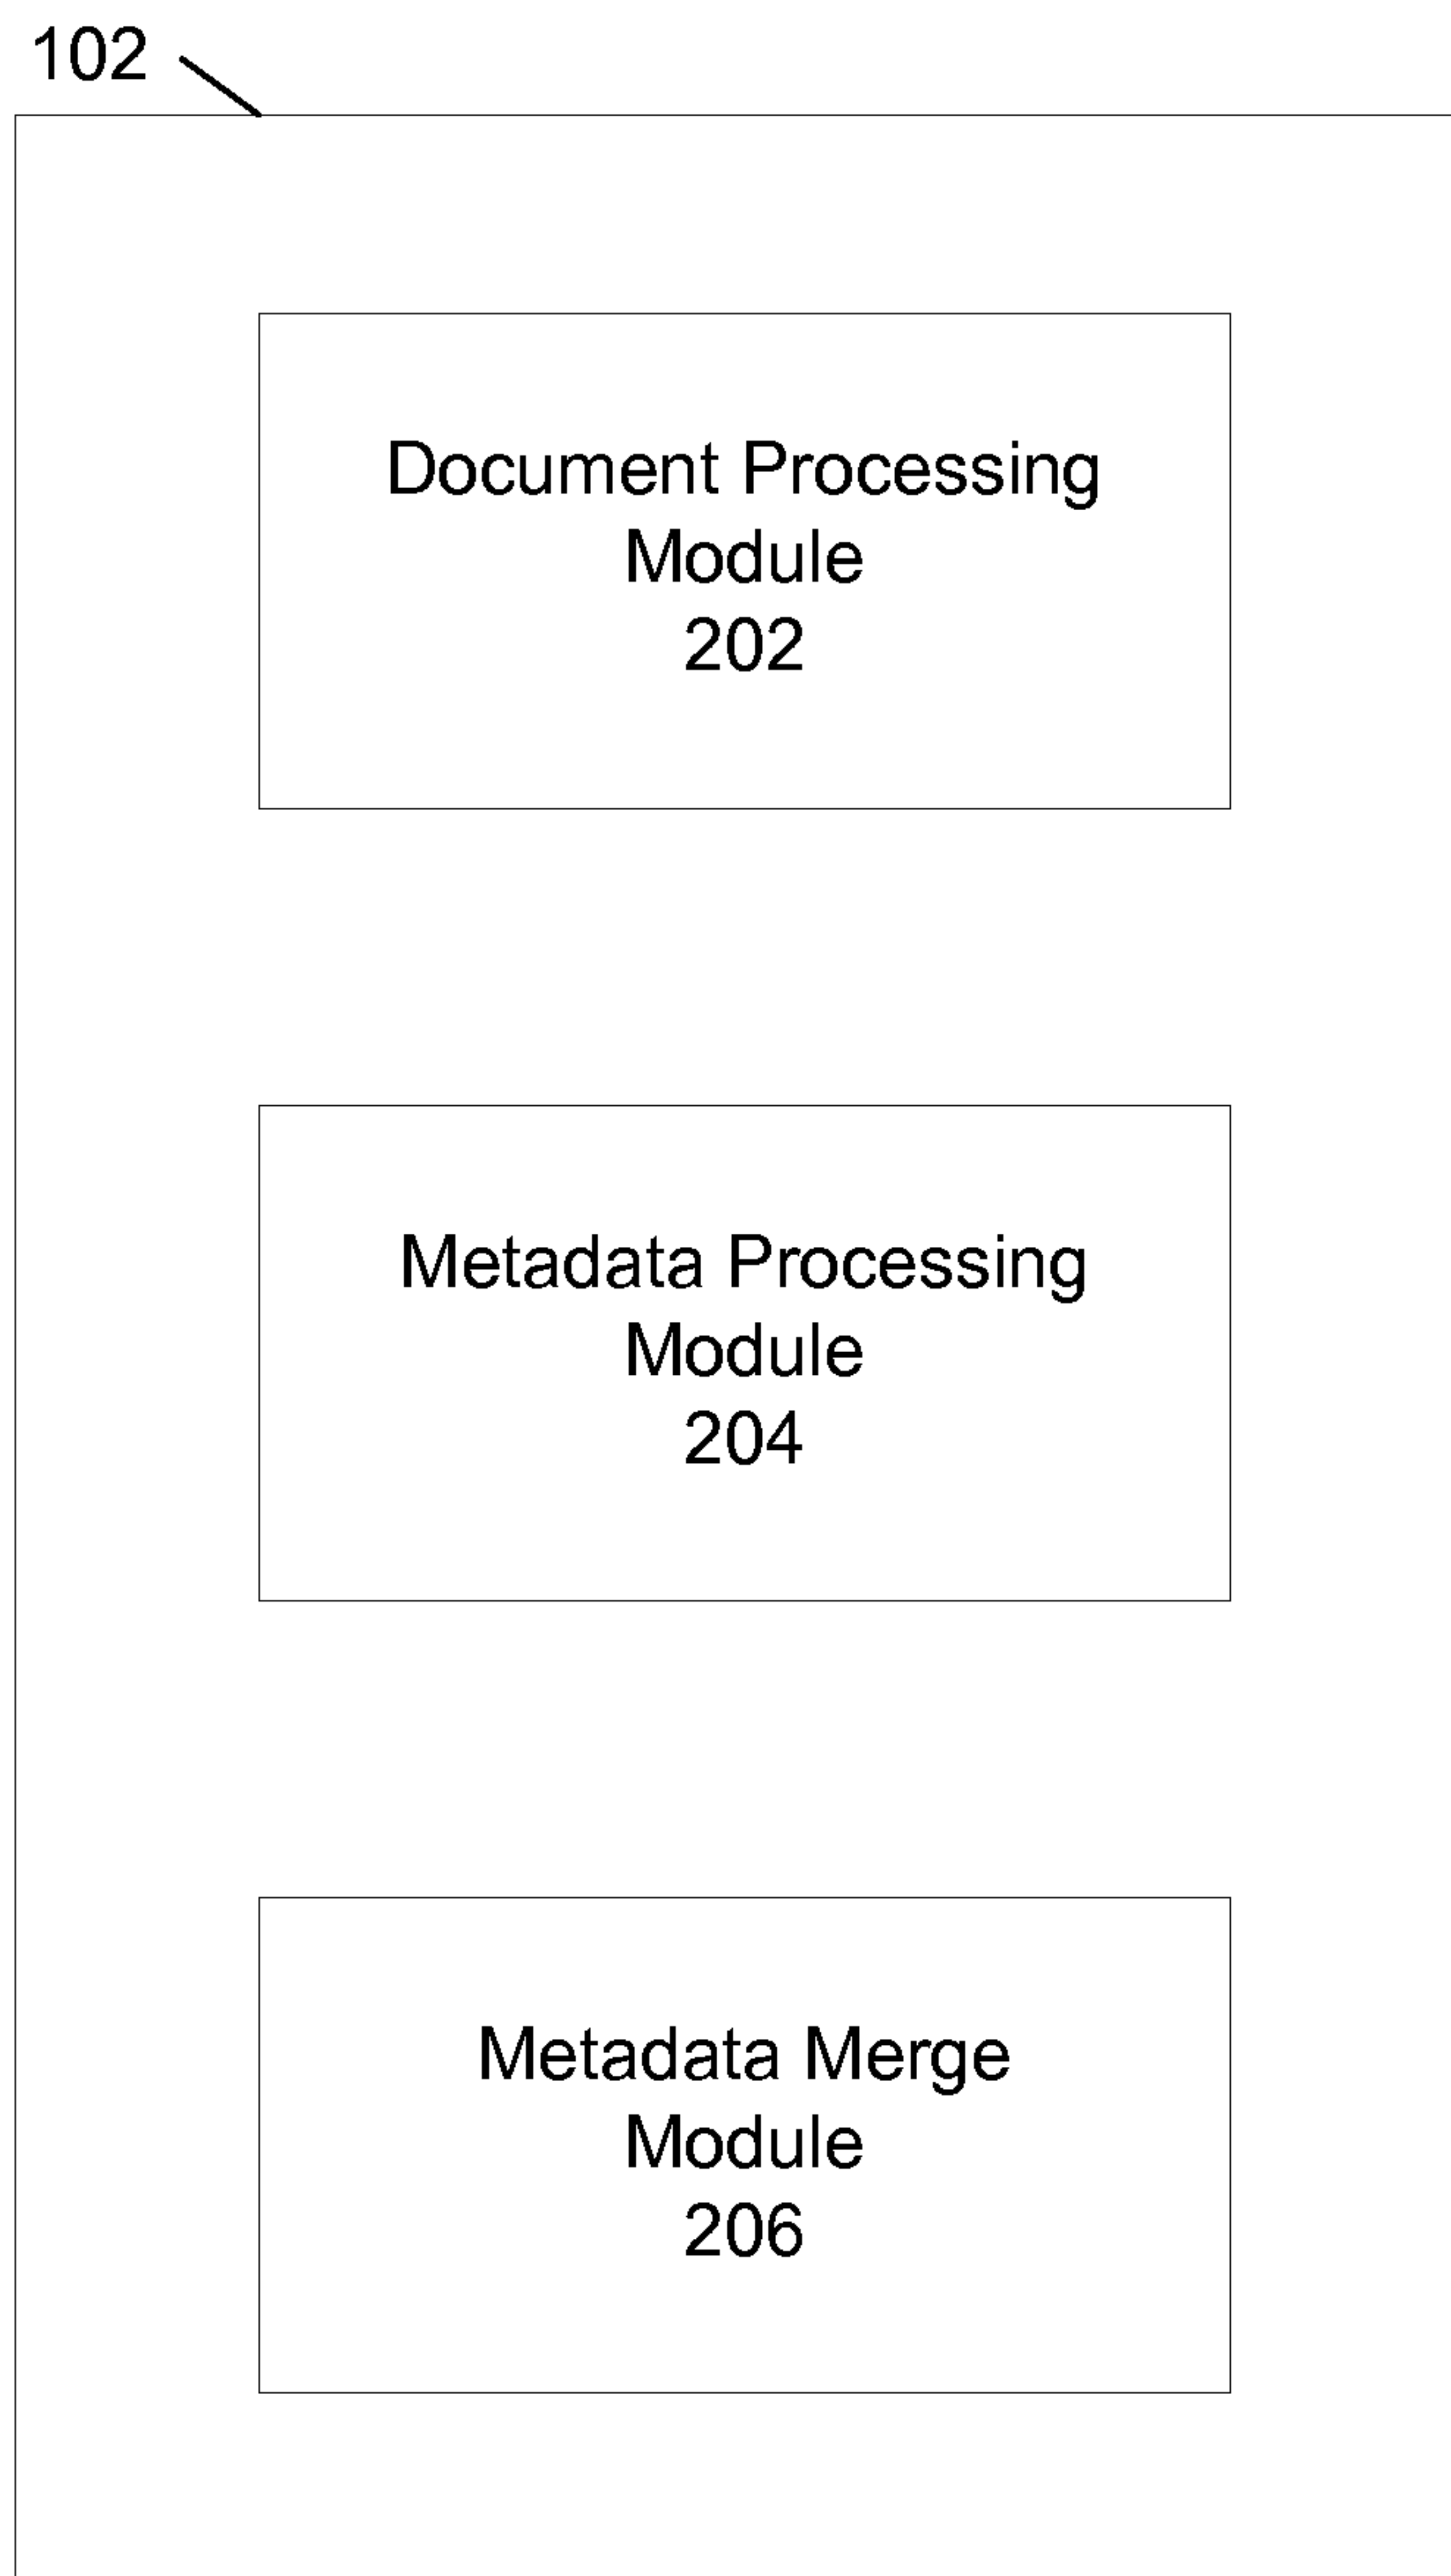 102
Document Processing
Module
202
Metadata Processing
Module
204
Metadata Merge
Module
206